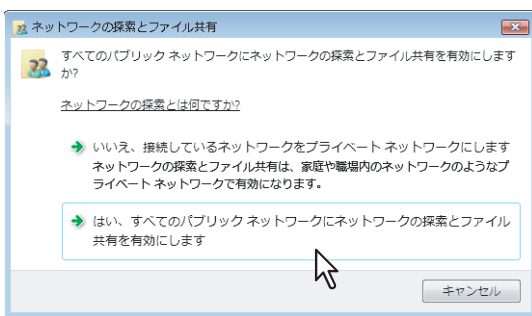 ネットワークの探索とファイル共有
すべてのパブリック ネットワークにネットワークの探索とファイル共有を有効にします
か?
ネットワークの探索とは何ですか?
いいえ、接続しているネットワークをプライベート ネットワークにします
ネットワークの探索とファイル共有は、家庭や職場内のネットワークのようなプ
ライベート ネットワークで有効になります。
はい、すべてのパブリック ネットワークにネットワークの探索とファイル
共有を有効にします
キャンセル